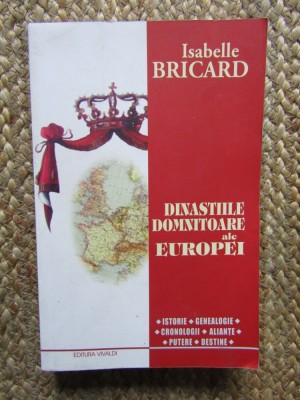 Isabelle
BRICARD
DINASTIILE
DOMNITOARE
ale
EUROPEI
✦ ISTORIE ✦ GENEALOGIE ✦
✦ CRONOLOGII ✦ ALIANȚE ✦
✦ PUTERE ✦ DESTINE ✦
EDITURA VIVALDI